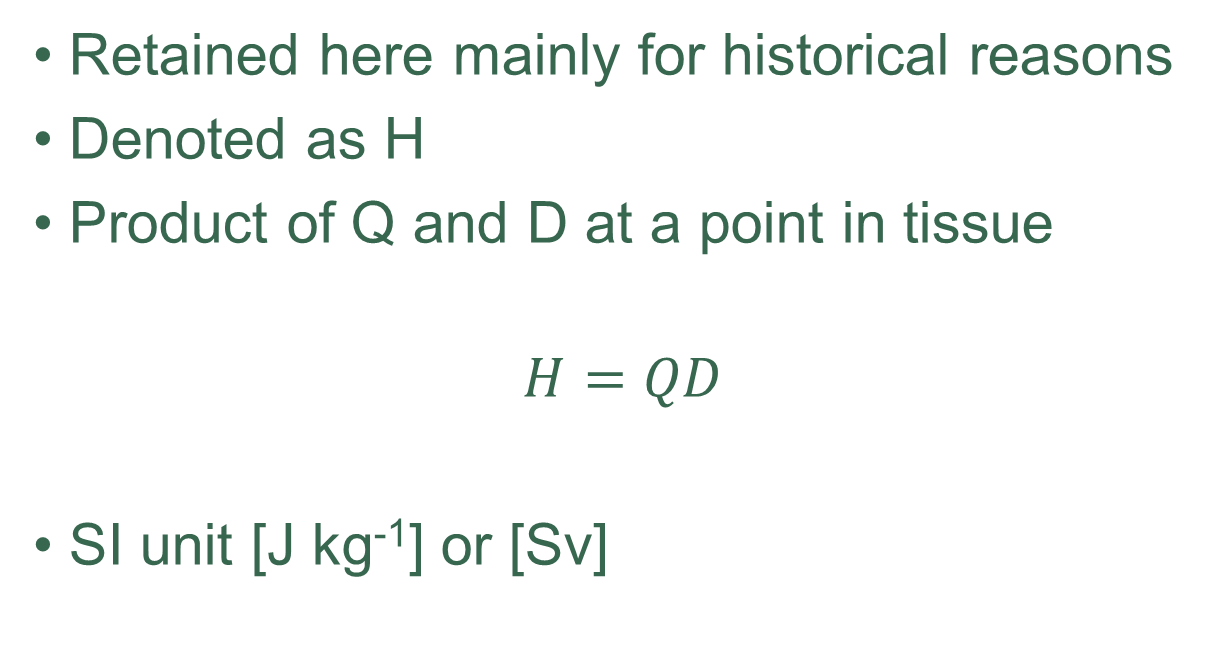 • Retained here mainly for historical reasons
• Denoted as H
• Product of Q and D at a point in tissue
H = QD
• SI unit [J kg⁻¹] or [Sv]